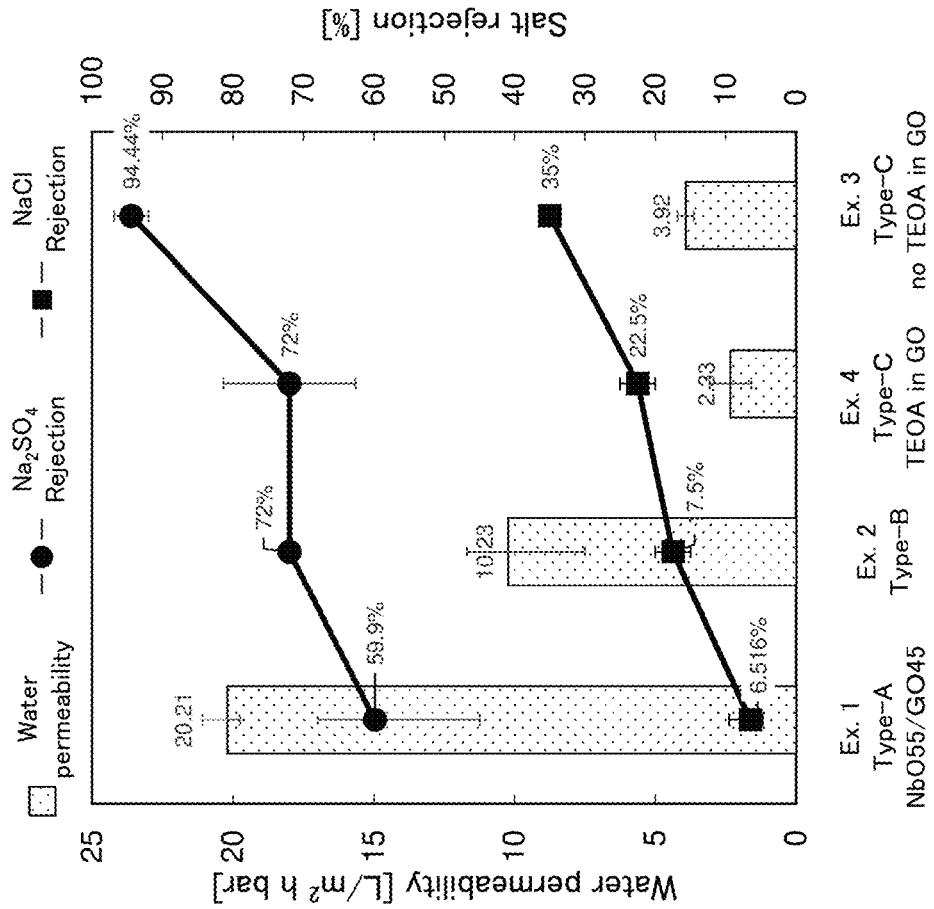 Water
permeability
Na₂SO₄
Rejection
NaCl
Rejection
Water permeability [L/m² h bar]
25
20
15
10
5
0
Salt rejection [%]
100
90
80
70
60
50
40
30
20
10
0
20.21
59.9%
6.516%
72%
10.23
7.5%
72%
22.5%
2.33
94.44%
35%
3.92
Ex. 1
Type-A
NbO55/GO45
Ex. 2
Type-B
Ex. 4
Type-C
TEOA in GO
Ex. 3
Type-C
no TEOA in GO